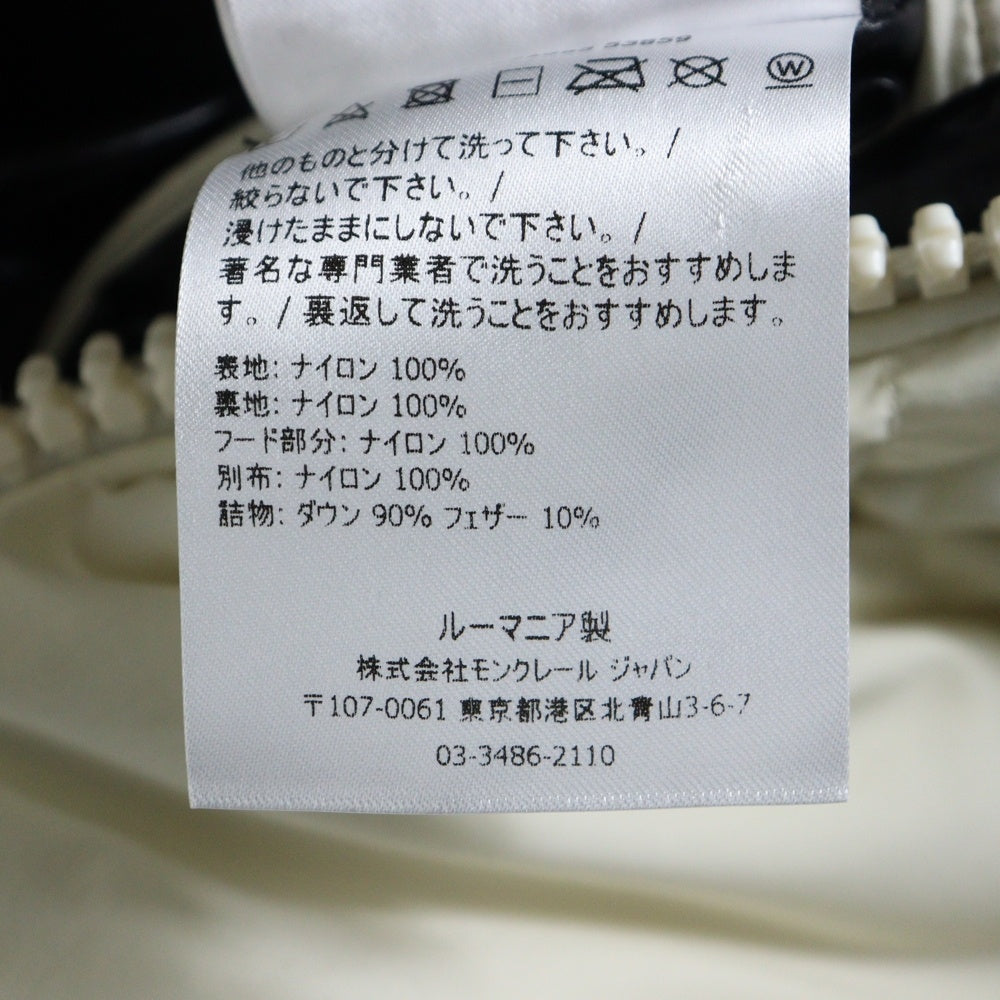 他のものと分けて洗って下さい。/
絞らないで下さい。/
浸けたままにしないで下さい。/
著名な専門業者で洗うことをおすすめしま
す。/ 裏返して洗うことをおすすめします。
表地: ナイロン 100%
裏地: ナイロン 100%
フード部分: ナイロン 100%
別布: ナイロン 100%
詰物: ダウン 90% フェザー 10%
ルーマニア製
株式会社モンクレール ジャパン
〒107-0061 東京都港区北青山3-6-7
03-3486-2110